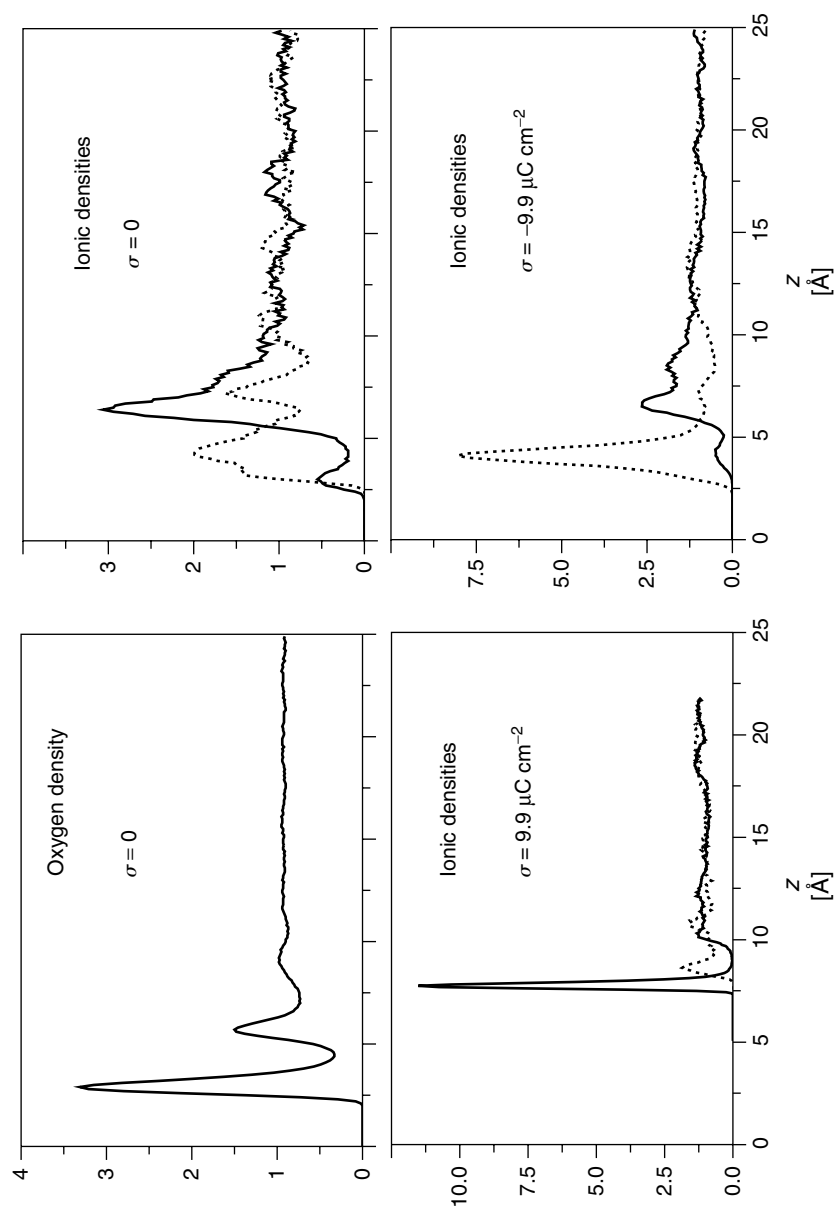 4
3
2
1
0
Oxygen density
σ = 0
3
2
1
0
Ionic densities
σ = 0
10.0
7.5
5.0
2.5
0.0
Ionic densities
σ = 9.9 μC cm−2
0 5 10 15 20 25
z
[Å]
7.5
5.0
2.5
0.0
Ionic densities
σ = −9.9 μC cm−2
0 5 10 15 20 25
z
[Å]